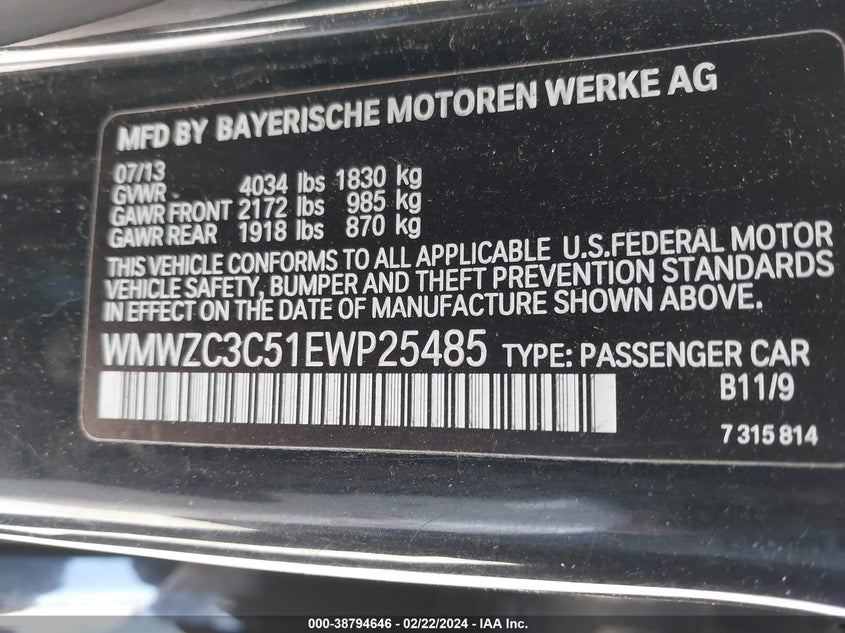 MFD BY BAYERISCHE MOTOREN WERKE AG
07/13
GVWR 4034 lbs 1830 kg
GAWR FRONT 2172 lbs 985 kg
GAWR REAR 1918 lbs 870 kg
THIS VEHICLE CONFORMS TO ALL APPLICABLE U.S.FEDERAL MOTOR
VEHICLE SAFETY, BUMPER AND THEFT PREVENTION STANDARDS
IN EFFECT ON THE DATE OF MANUFACTURE SHOWN ABOVE.
WMWZC3C51EWP25485 TYPE: PASSENGER CAR
B11/9
7 315 814
000-38794646 - 02/22/2024 - IAA Inc.